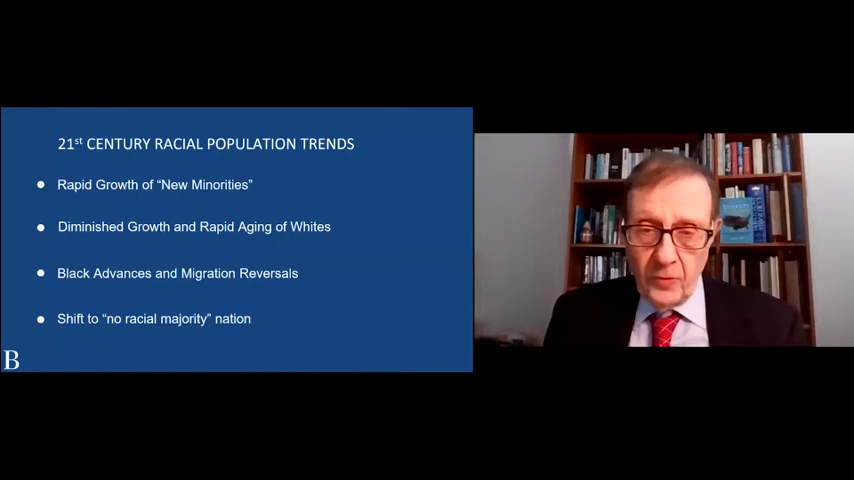 21st CENTURY RACIAL POPULATION TRENDS
Rapid Growth of “New Minorities”
Diminished Growth and Rapid Aging of Whites
Black Advances and Migration Reversals
Shift to “no racial majority” nation
B